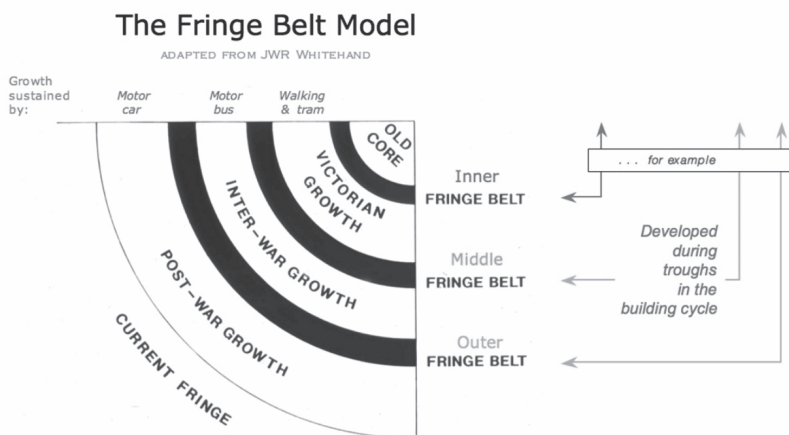 The Fringe Belt Model
ADAPTED FROM JWR WHITEHAND
Growth
sustained
by:
Motor
car
Motor
bus
Walking
& tram
OLD
CORE
VICTORIAN
GROWTH
INTER-WAR GROWTH
POST-WAR GROWTH
CURRENT FRINGE
Inner
FRINGE BELT
Middle
FRINGE BELT
Outer
FRINGE BELT
. . . for example
Developed
during
troughs
in the
building cycle